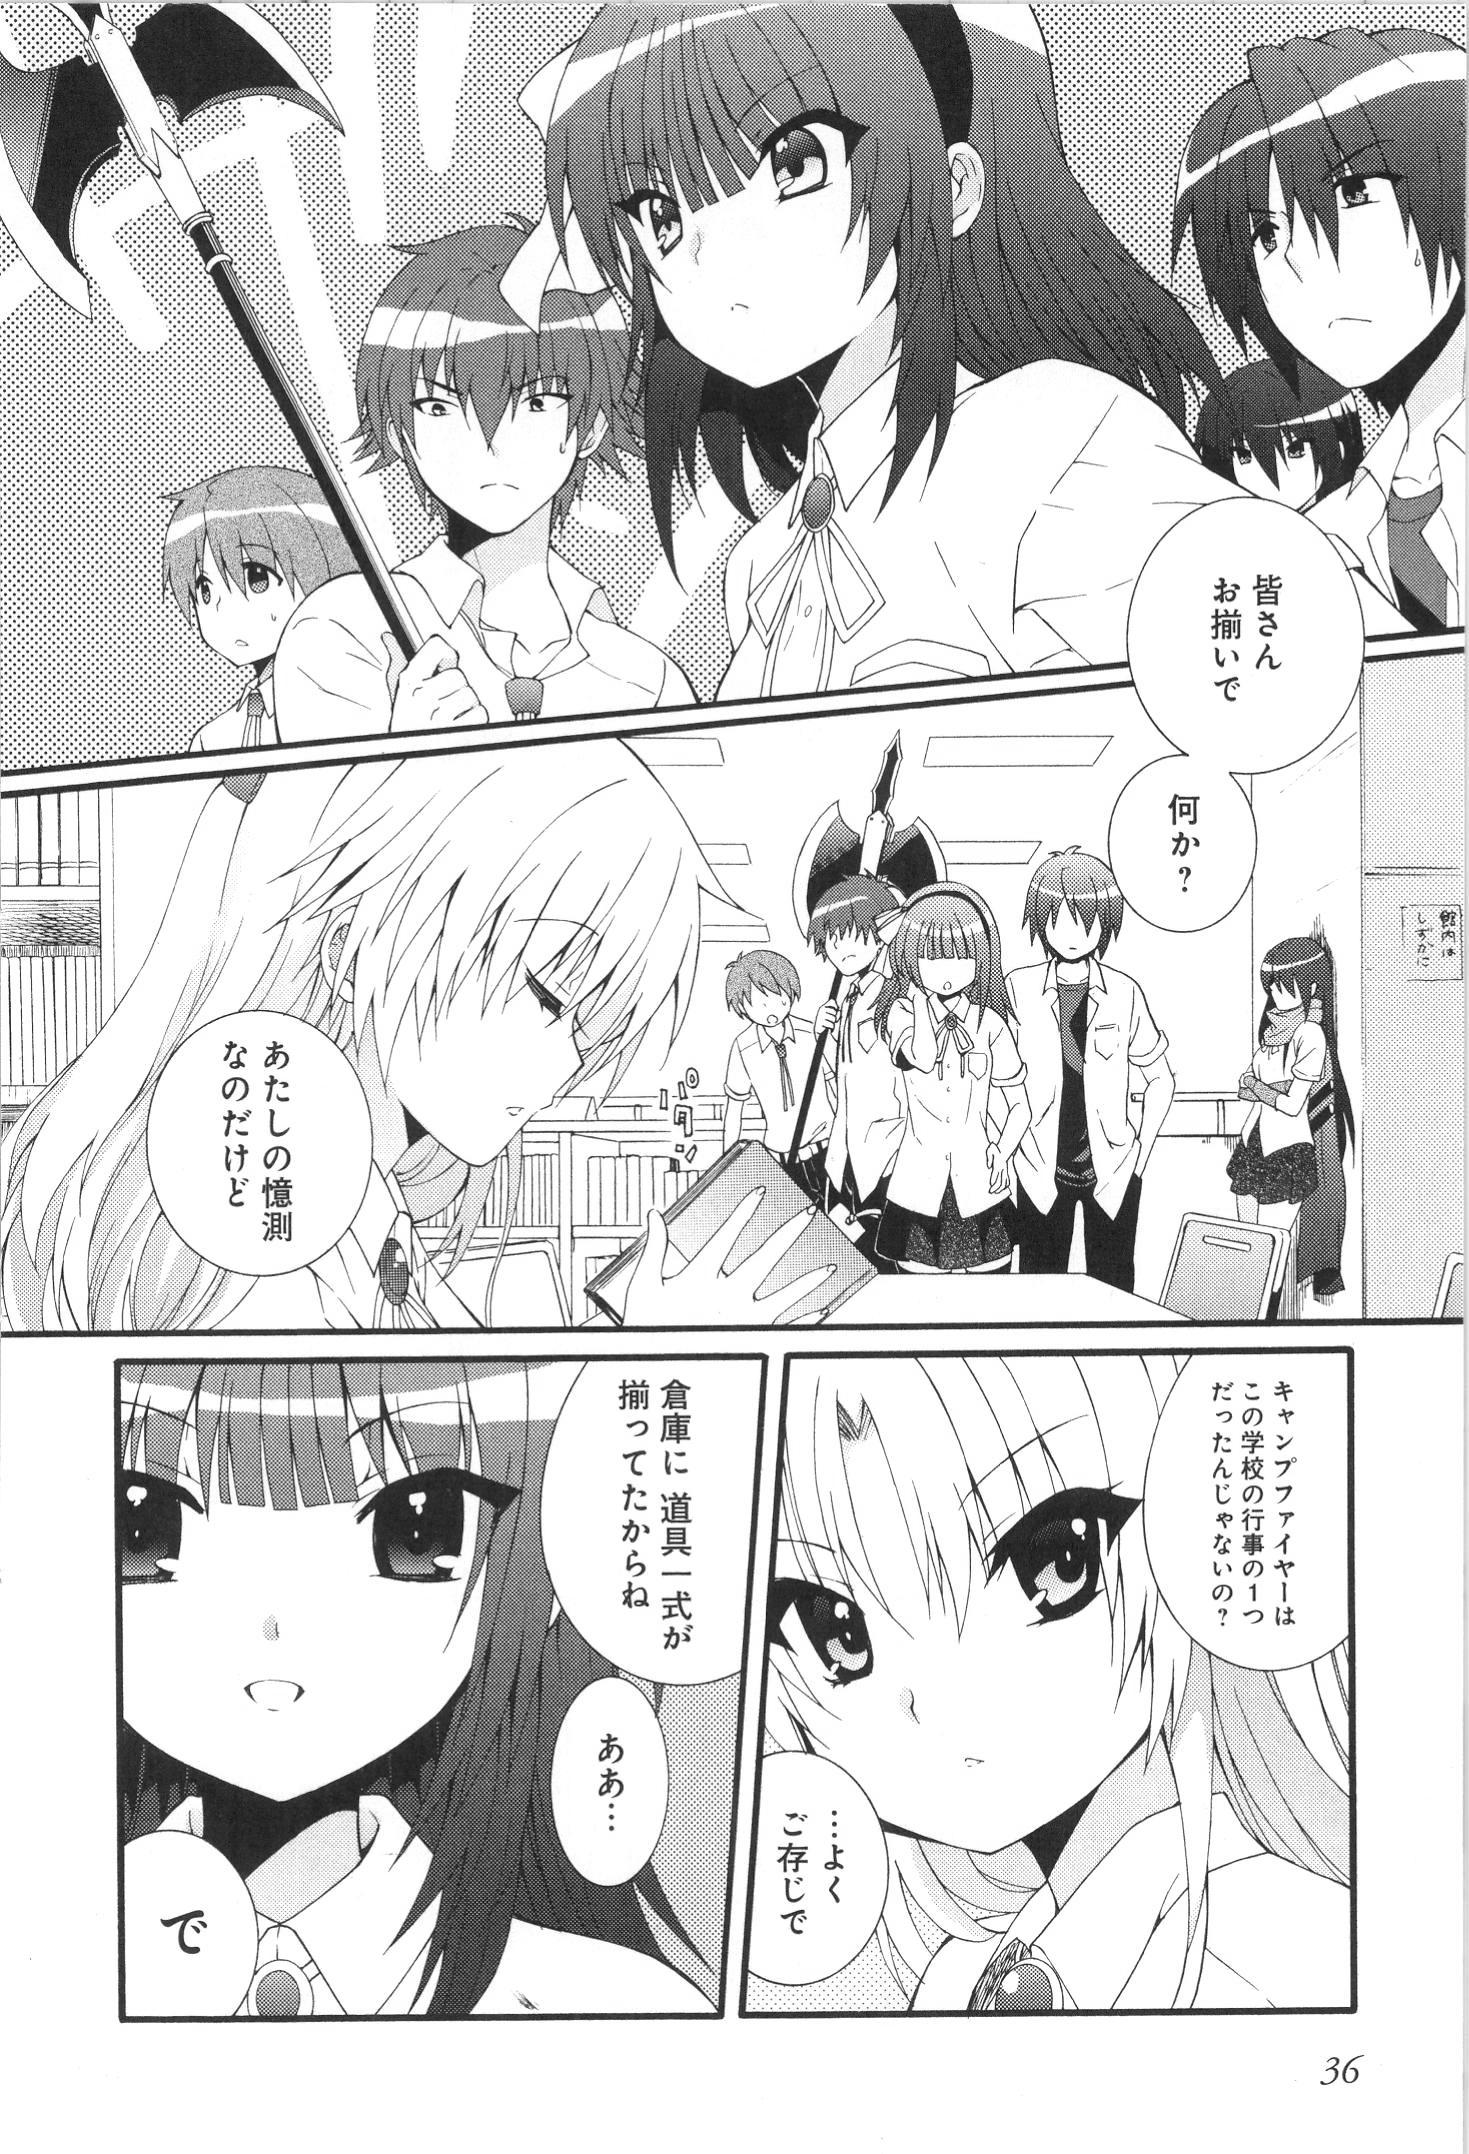 皆さん
お揃いで
何か?
館内は
しずかに
パタン
あたしの憶測
なのだけど
キャンプファイヤーは
この学校の行事の1つ
だったんじゃないの?
…よく
ご存じで
倉庫に道具一式が
揃ってたからね
ああ…
で
36